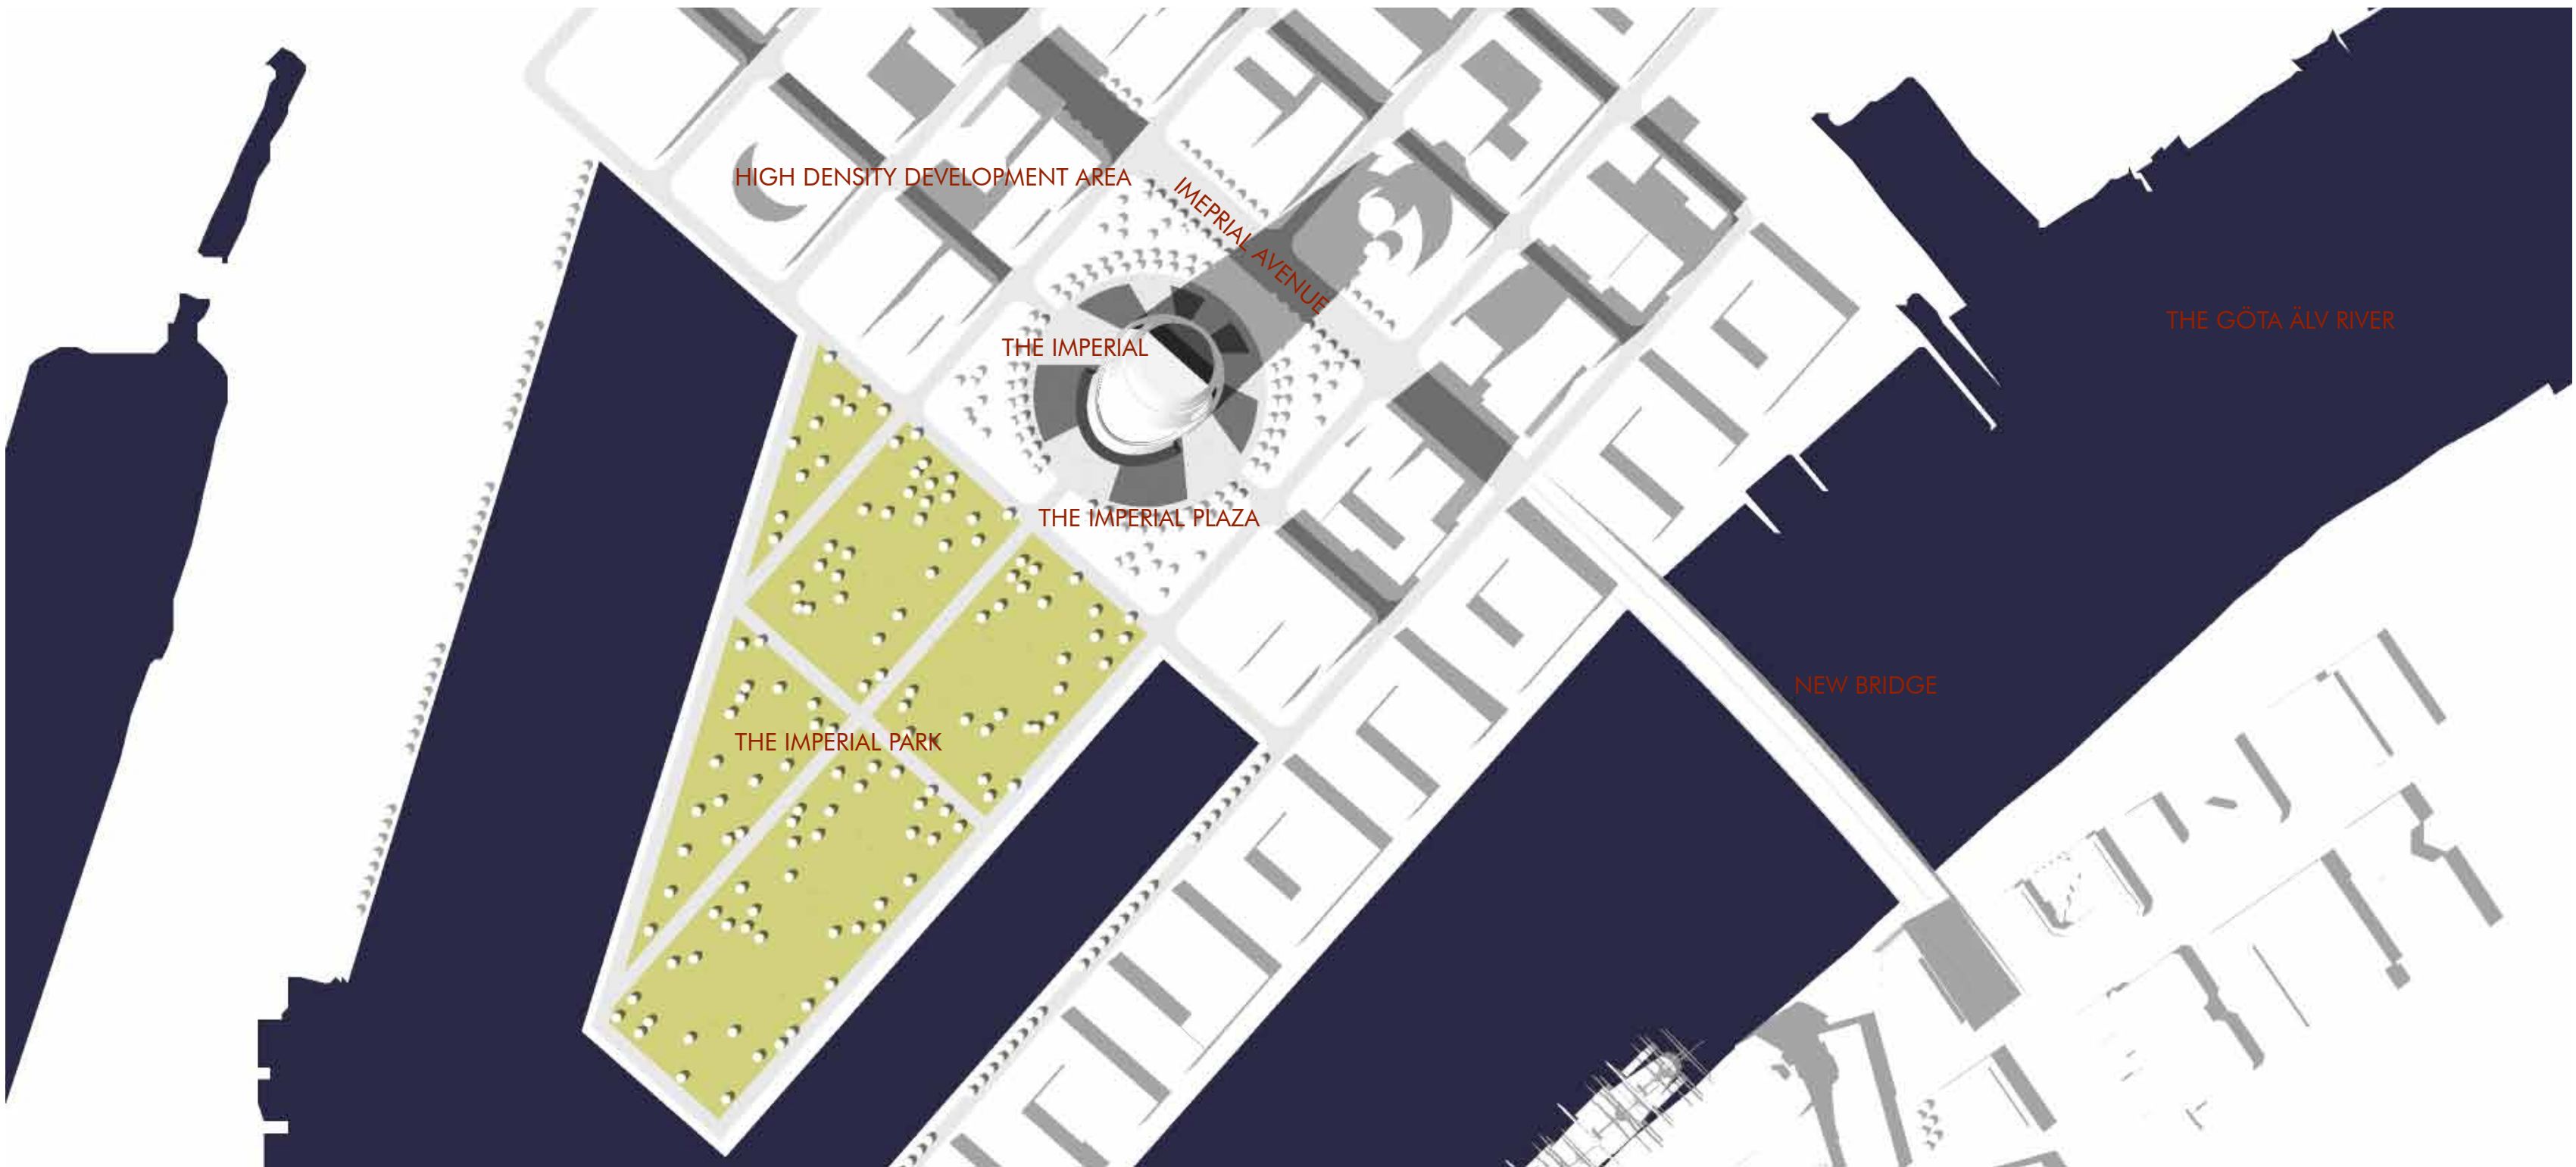 HIGH DENSITY DEVELOPMENT AREA
IMEPRIAL AVENUE
THE GÖTA ÄLV RIVER
THE IMPERIAL
THE IMPERIAL PLAZA
NEW BRIDGE
THE IMPERIAL PARK